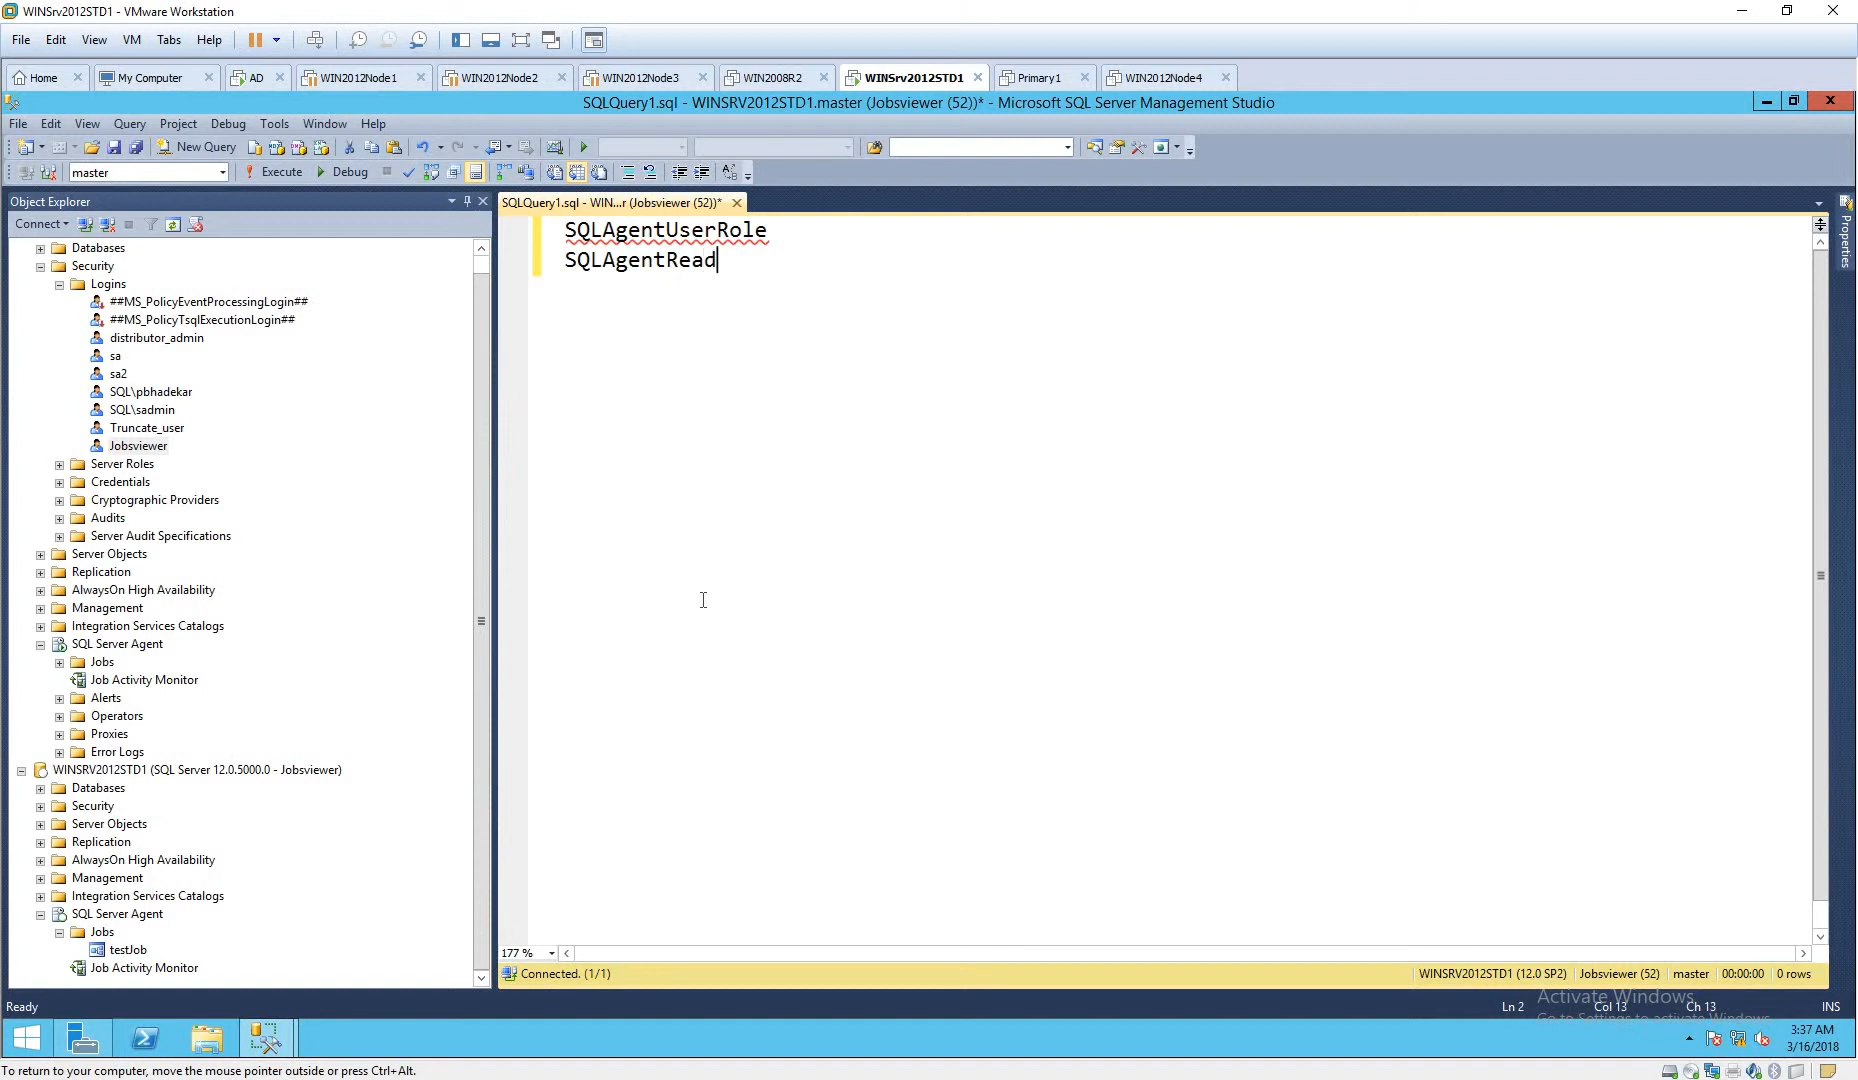 WINSrv2012STD1 - VMware Workstation
File Edit View VM Tabs Help
Home My Computer AD WIN2012Node1 WIN2012Node2 WIN2012Node3 WIN2008R2 WINSrv2012STD1 Primary1 WIN2012Node4
SQLQuery1.sql - WINSRV2012STD1.master (Jobsviewer (52))* - Microsoft SQL Server Management Studio
File Edit View Query Project Debug Tools Window Help
New Query
master Execute Debug
Object Explorer
SQLQuery1.sql - WIN...r (Jobsviewer (52))*
Connect
Properties
SQLAgentUserRole
SQLAgentRead
Databases
Security
Logins
##MS_PolicyEventProcessingLogin##
##MS_PolicyTsqlExecutionLogin##
distributor_admin
sa
sa2
SQL\pbhadekar
SQL\sadmin
Truncate_user
Jobsviewer
Server Roles
Credentials
Cryptographic Providers
Audits
Server Audit Specifications
Server Objects
Replication
AlwaysOn High Availability
Management
Integration Services Catalogs
SQL Server Agent
Jobs
Job Activity Monitor
Alerts
Operators
Proxies
Error Logs
WINSRV2012STD1 (SQL Server 12.0.5000.0 - Jobsviewer)
Databases
Security
Server Objects
Replication
AlwaysOn High Availability
Management
Integration Services Catalogs
SQL Server Agent
Jobs
testJob
Job Activity Monitor
177 %
Connected. (1/1) WINSRV2012STD1 (12.0 SP2) Jobsviewer (52) master 00:00:00 0 rows
Activate Windows
Go to Settings to activate Windows.
Ready Ln 2 Col 13 Ch 13 INS
3:37 AM
3/16/2018
To return to your computer, move the mouse pointer outside or press Ctrl+Alt.